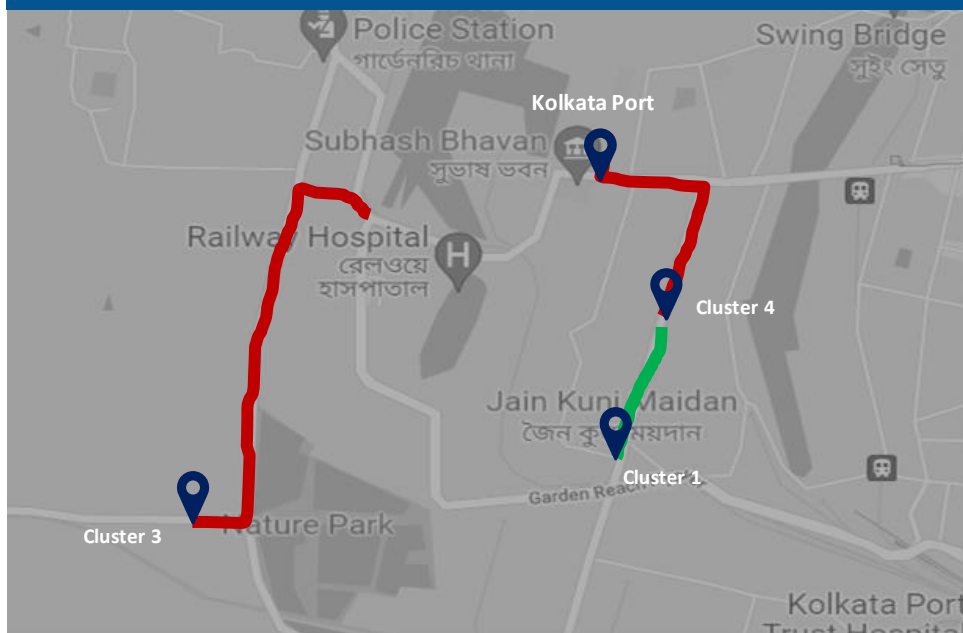 Police Station
গার্ডেনরিচ থানা
Swing Bridge
সুইং সেতু
Kolkata Port
Subhash Bhavan
সুভাষ ভবন
Railway Hospital
রেলওয়ে
হাসপাতাল
H
Cluster 4
Jain Kunj Maidan
জৈন কু ময়দান
Cluster 1
Garden Reach
Nature Park
Cluster 3
Kolkata Port
Trust Hospital